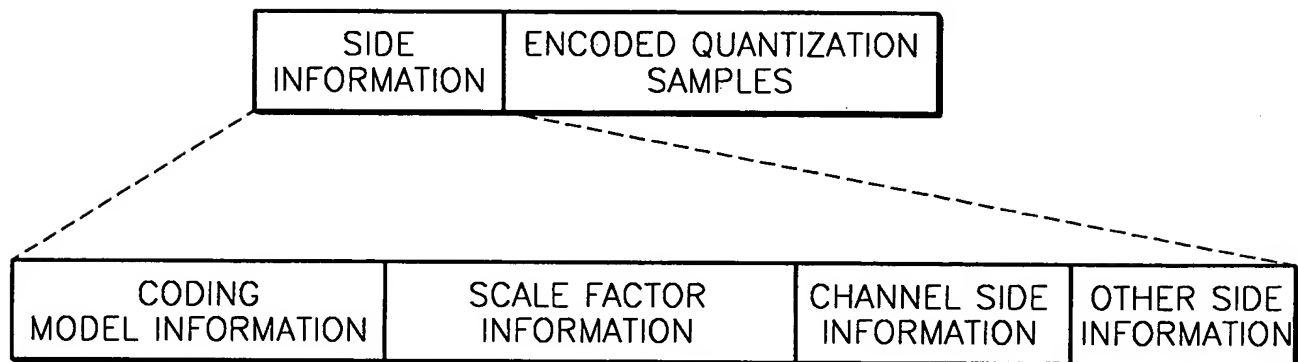 SIDE
INFORMATION
ENCODED QUANTIZATION
SAMPLES
CODING
MODEL INFORMATION
SCALE FACTOR
INFORMATION
CHANNEL SIDE
INFORMATION
OTHER SIDE
INFORMATION